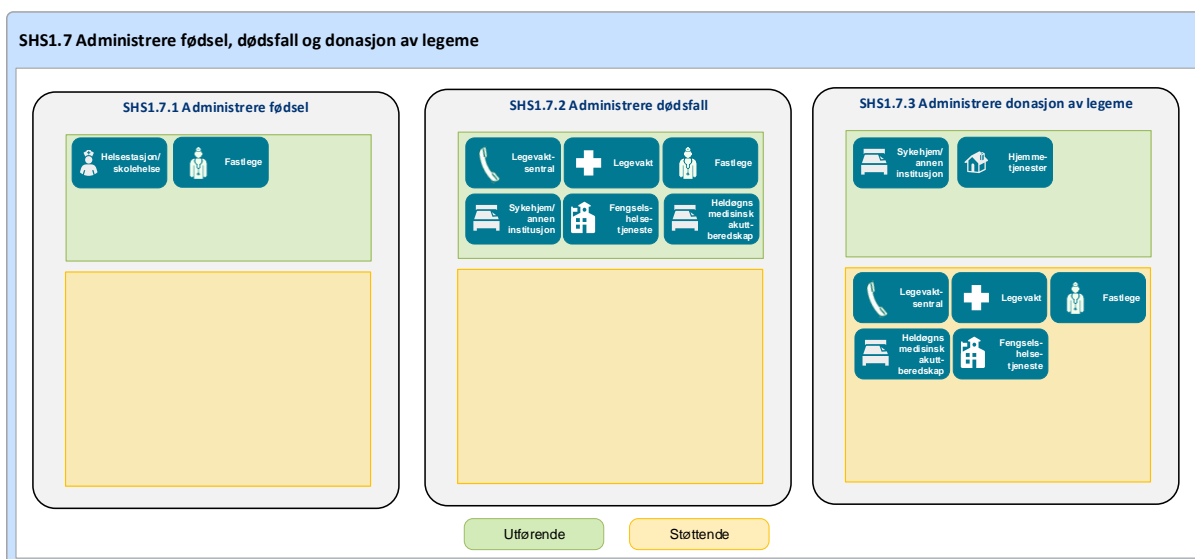 SHS1.7 Administrere fødsel, dødsfall og donasjon av legeme
SHS1.7.1 Administrere fødsel
Helsestasjon/
skolehelse
Fastlege
SHS1.7.2 Administrere dødsfall
Legevakt-
sentral
Legevakt
Fastlege
Sykehjem/
annen
institusjon
Fengsels-
helse-
tjeneste
Heldøgns
medisinsk
akutt-
beredskap
SHS1.7.3 Administrere donasjon av legeme
Sykehjem/
annen
institusjon
Hjemme-
tjenester
Legevakt-
sentral
Legevakt
Fastlege
Heldøgns
medisinsk
akutt-
beredskap
Fengsels-
helse-
tjeneste
Utførende
Støttende